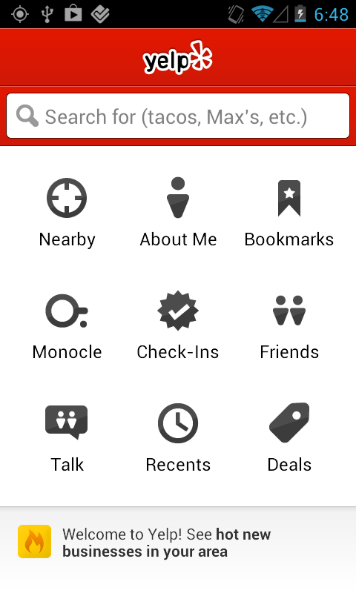 6:48
yelp
Search for (tacos, Max's, etc.)
Nearby
About Me
Bookmarks
Monocle
Check-Ins
Friends
Talk
Recents
Deals
Welcome to Yelp! See hot new
businesses in your area